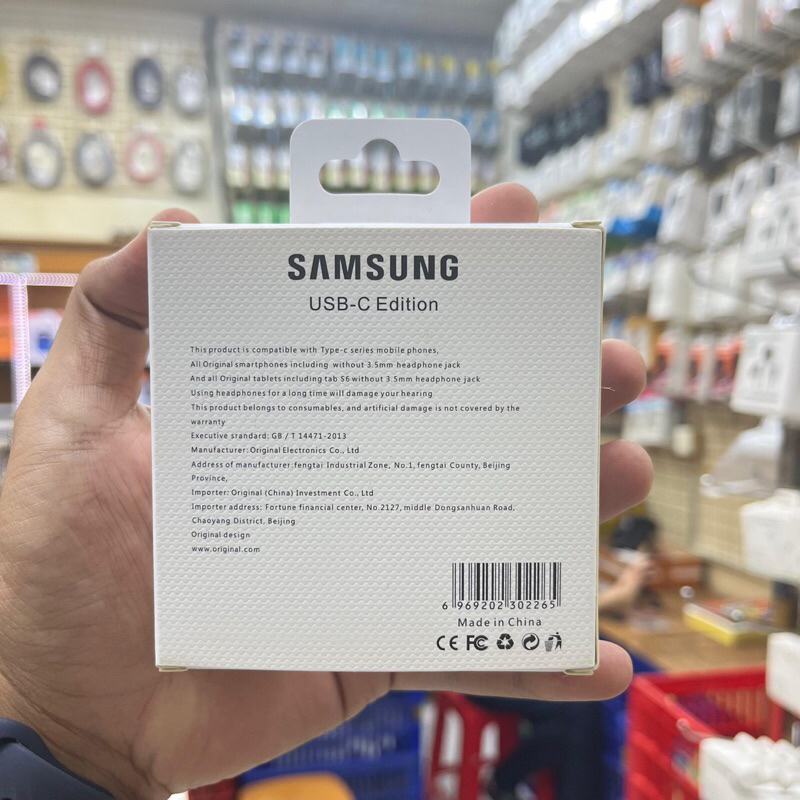 SAMSUNG
USB-C Edition
This product is compatible with Type-c series mobile phones,
All Original smartphones including without 3.5mm headphone jack
And all Original tablets including tab S6 without 3.5mm headphone jack
Using headphones for a long time will damage your hearing
This product belongs to consumables, and artificial damage is not covered by the
warranty
Executive srandard: GB / T 14471-2013
Manufacturer: Original Electronics Co., Ltd
Address of manufacturer:fengtai Industrial Zone, No.1, fengtai County, Beijing
Province,
Importer: Original (China) Investment Co., Ltd
Importer address: Fortune financial center, No.2127, middle Dongsanhuan Road,
Chaoyang District, Beijing
Original design
www.original.com
6 969202 302265
Made in China
CE FC